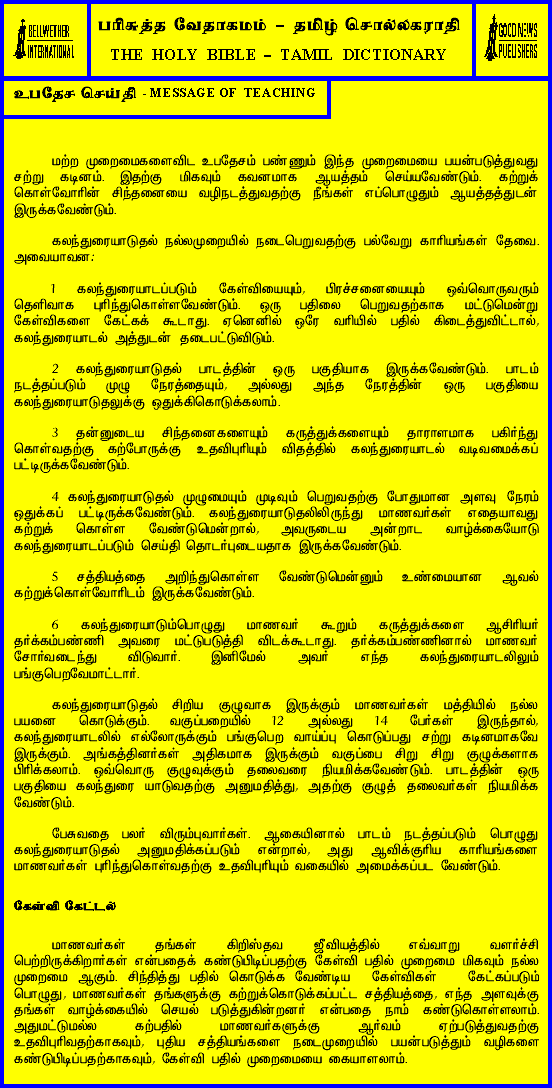 BELLWETHER
INTERNATIONAL
பரிசுத்த வேதாகமம் – தமிழ் சொல்லகராதி
THE HOLY BIBLE – TAMIL DICTIONARY
GOOD NEWS
PUBLISHERS
உபதேச செய்தி - MESSAGE OF TEACHING
மற்ற முறைமைகளைவிட உபதேசம் பண்ணும் இந்த முறைமையை பயன்படுத்துவது
சற்று கடினம். இதற்கு மிகவும் கவனமாக ஆயத்தம் செய்யவேண்டும். கற்றுக்
கொள்வோரின் சிந்தனையை வழிநடத்துவதற்கு நீங்கள் எப்பொழுதும் ஆயத்தத்துடன்
இருக்கவேண்டும்.
கலந்துரையாடுதல் நல்லமுறையில் நடைபெறுவதற்கு பல்வேறு காரியங்கள் தேவை.
அவையாவன:
1 கலந்துரையாடப்படும் கேள்வியையும், பிரச்சனையையும் ஒவ்வொருவரும்
தெளிவாக புரிந்துகொள்ளவேண்டும். ஒரு பதிலை பெறுவதற்காக மட்டுமென்று
கேள்விகளை கேட்கக் கூடாது. ஏனெனில் ஒரே வரியில் பதில் கிடைத்துவிட்டால்,
கலந்துரையாடல் அத்துடன் தடைபட்டுவிடும்.
2 கலந்துரையாடுதல் பாடத்தின் ஒரு பகுதியாக இருக்கவேண்டும். பாடம்
நடத்தப்படும் முழு நேரத்தையும், அல்லது அந்த நேரத்தின் ஒரு பகுதியை
கலந்துரையாடுதலுக்கு ஒதுக்கிகொடுக்கலாம்.
3 தன்னுடைய சிந்தனைகளையும் கருத்துக்களையும் தாராளமாக பகிர்ந்து
கொள்வதற்கு கற்போருக்கு உதவிபுரியும் விதத்தில் கலந்துரையாடல் வடிவமைக்கப்
பட்டிருக்கவேண்டும்.
4 கலந்துரையாடுதல் முழுமையும் முடிவும் பெறுவதற்கு போதுமான அளவு நேரம்
ஒதுக்கப் பட்டிருக்கவேண்டும். கலந்துரையாடுதலிலிருந்து மாணவர்கள் எதையாவது
கற்றுக் கொள்ள வேண்டுமென்றால், அவருடைய அன்றாட வாழ்க்கையோடு
கலந்துரையாடப்படும் செய்தி தொடர்புடையதாக இருக்கவேண்டும்.
5 சத்தியத்தை அறிந்துகொள்ள வேண்டுமென்னும் உண்மையான ஆவல்
கற்றுக்கொள்வோரிடம் இருக்கவேண்டும்.
6 கலந்துரையாடும்பொழுது மாணவர் கூறும் கருத்துக்களை ஆசிரியர்
தர்க்கம்பண்ணி அவரை மட்டுபடுத்தி விடக்கூடாது. தர்க்கம்பண்ணினால் மாணவர்
சோர்வடைந்து விடுவார். இனிமேல் அவர் எந்த கலந்துரையாடலிலும்
பங்குபெறவேமாட்டார்.
கலந்துரையாடுதல் சிறிய குழுவாக இருக்கும் மாணவர்கள் மத்தியில் நல்ல
பயனை கொடுக்கும். வகுப்பறையில் 12 அல்லது 14 பேர்கள் இருந்தால்,
கலந்துரையாடலில் எல்லோருக்கும் பங்குபெற வாய்ப்பு கொடுப்பது சற்று கடினமாகவே
இருக்கும். அங்கத்தினர்கள் அதிகமாக இருக்கும் வகுப்பை சிறு சிறு குழுக்களாக
பிரிக்கலாம். ஒவ்வொரு குழுவுக்கும் தலைவரை நியமிக்கவேண்டும். பாடத்தின் ஒரு
பகுதியை கலந்துரை யாடுவதற்கு அனுமதித்து, அதற்கு குழுத் தலைவர்கள் நியமிக்க
வேண்டும்.
பேசுவதை பலர் விரும்புவார்கள். ஆகையினால் பாடம் நடத்தப்படும் பொழுது
கலந்துரையாடுதல் அனுமதிக்கப்படும் என்றால், அது ஆவிக்குரிய காரியங்களை
மாணவர்கள் புரிந்துகொள்வதற்கு உதவிபுரியும் வகையில் அமைக்கப்பட வேண்டும்.
கேள்வி கேட்டல்
மாணவர்கள் தங்கள் கிறிஸ்தவ ஜீவியத்தில் எவ்வாறு வளர்ச்சி
பெற்றிருக்கிறார்கள் என்பதைக் கண்டுபிடிப்பதற்கு கேள்வி பதில் முறைமை மிகவும் நல்ல
முறைமை ஆகும். சிந்தித்து பதில் கொடுக்க வேண்டிய கேள்விகள் கேட்கப்படும்
பொழுது, மாணவர்கள் தங்களுக்கு கற்றுக்கொடுக்கப்பட்ட சத்தியத்தை, எந்த அளவுக்கு
தங்கள் வாழ்க்கையில் செயல் படுத்துகின்றனர் என்பதை நாம் கண்டுகொள்ளலாம்.
அதுமட்டுமல்ல கற்பதில் மாணவர்களுக்கு ஆர்வம் ஏற்படுத்துவதற்கு
உதவிபுரிவதற்காகவும், புதிய சத்தியங்களை நடைமுறையில் பயன்படுத்தும் வழிகளை
கண்டுபிடிப்பதற்காகவும், கேள்வி பதில் முறைமையை கையாளலாம்.